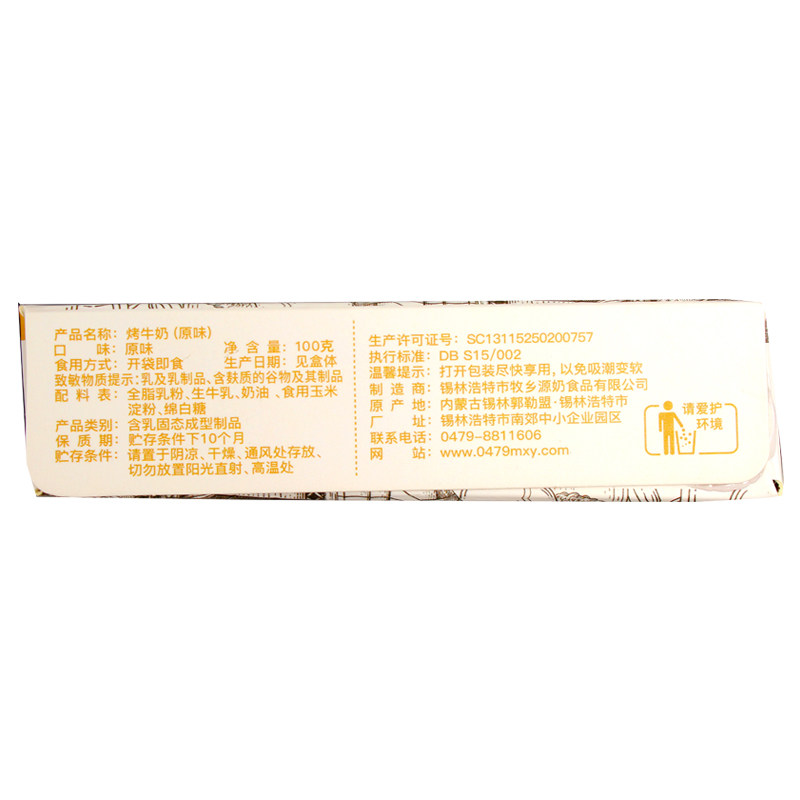 产品名称：烤牛奶（原味）
口 味：原味 净 含 量：100克
食用方式：开袋即食 生产日期：见盒体
致敏物质提示：乳及乳制品、含麸质的谷物及其制品
配 料 表：全脂乳粉、生牛乳、奶油、食用玉米
淀粉、绵白糖
产品类别：含乳固态成型制品
保 质 期：贮存条件下10个月
贮存条件：请置于阴凉、干燥、通风处存放、
切勿放置阳光直射、高温处
生产许可证号：SC13115250200757
执行标准：DB S15/002
温馨提示：打开包装尽快享用，以免吸潮变软
制 造 商：锡林浩特市牧乡源奶食品有限公司
原 产 地：内蒙古锡林郭勒盟·锡林浩特市
厂 址：锡林浩特市南郊中小企业园区
联系电话：0479-8811606
网 站：www.0479mxy.com
请爱护
环境